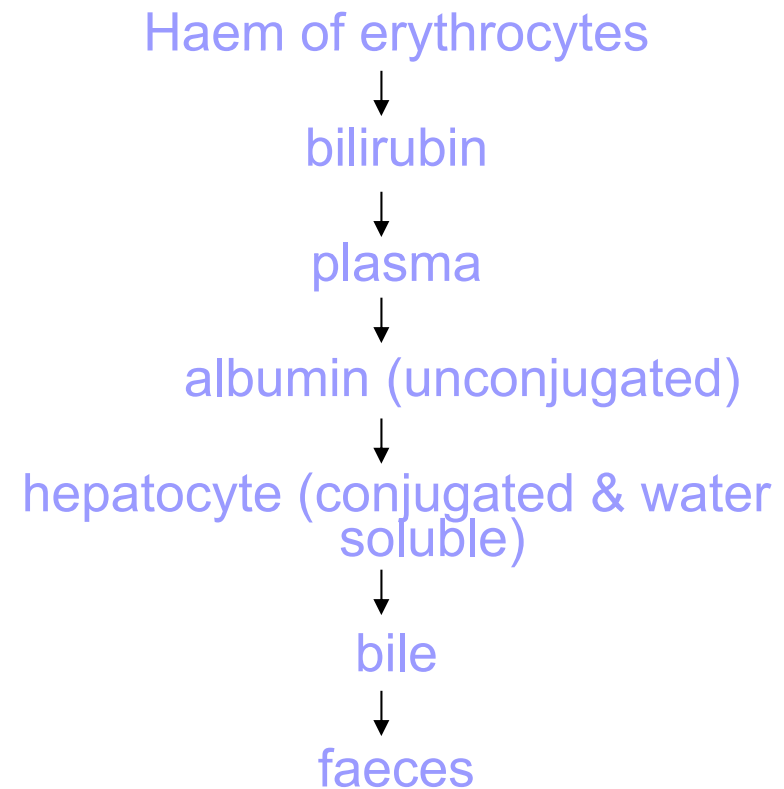 Haem of erythrocytes
bilirubin
plasma
albumin (unconjugated)
hepatocyte (conjugated & water
soluble)
bile
faeces